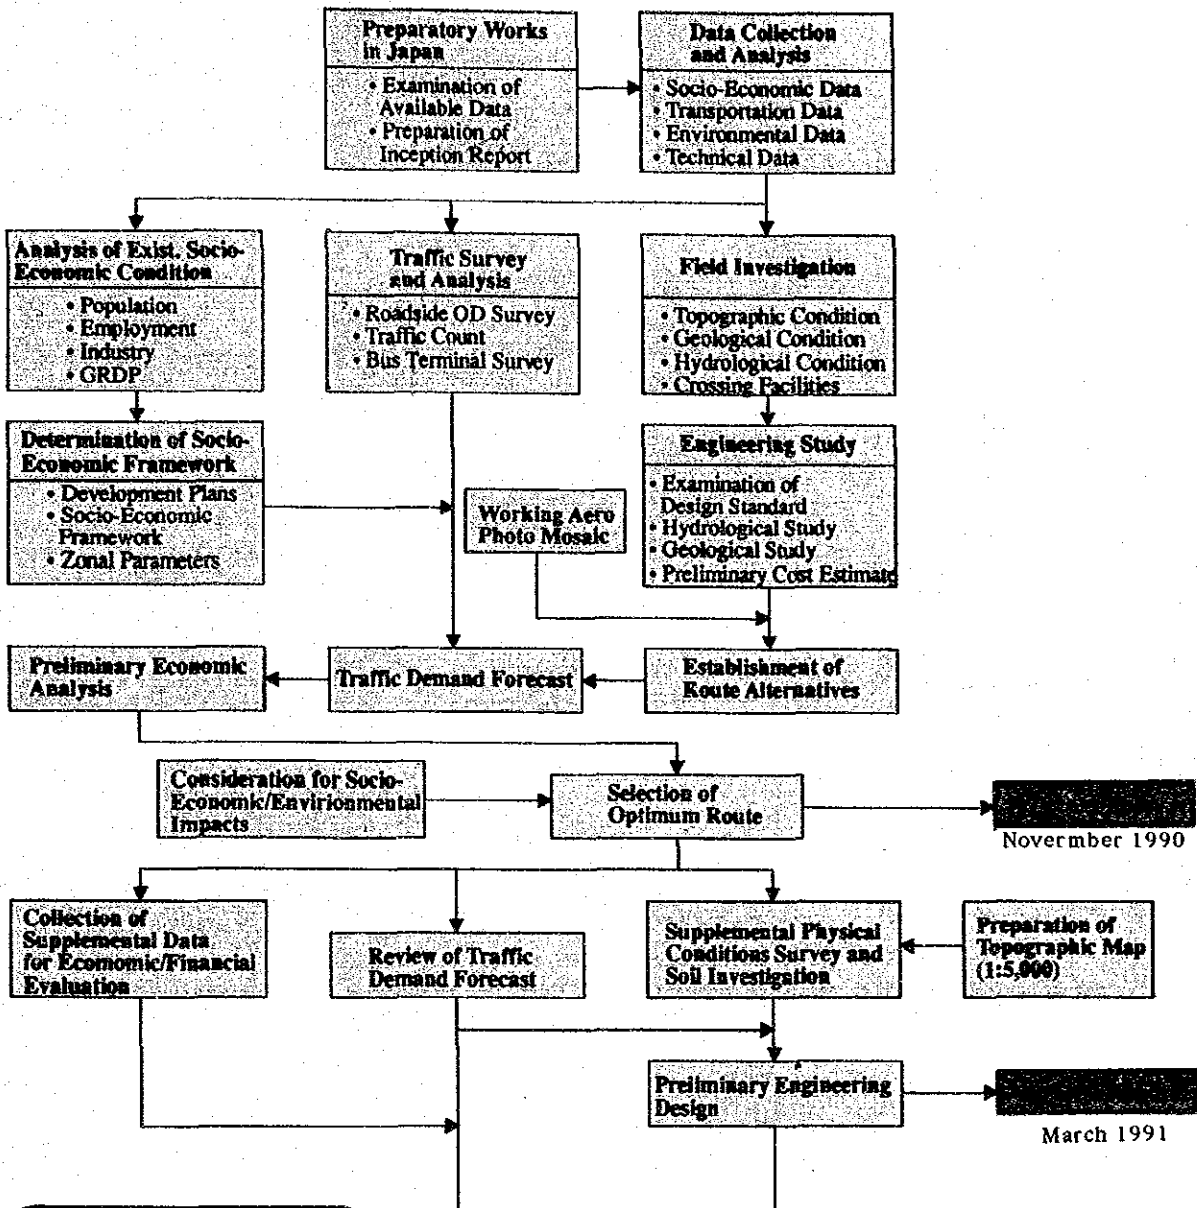 Preparatory Works
in Japan
• Examination of
Available Data
• Preparation of
Inception Report
Data Collection
and Analysis
• Socio-Economic Data
• Transportation Data
• Environmental Data
• Technical Data
Analysis of Exist. Socio-
Economic Condition
• Population
• Employment
• Industry
• GRDP
Traffic Survey
and Analysis
• Roadside OD Survey
• Traffic Count
• Bus Terminal Survey
Field Investigation
• Topographic Condition
• Geological Condition
• Hydrological Condition
• Crossing Facilities
Determination of Socio-
Economic Framework
• Development Plans
• Socio-Economic
Framework
• Zonal Parameters
Working Aero
Photo Mosaic
Engineering Study
• Examination of
Design Standard
• Hydrological Study
• Geological Study
• Preliminary Cost Estimate
Preliminary Economic
Analysis
Traffic Demand Forecast
Establishment of
Route Alternatives
Consideration for Socio-
Economic/Envirionmental
Impacts
Selection of
Optimum Route
Novermber 1990
Collection of
Supplemental Data
for Ecomomic/Financial
Evaluation
Review of Traffic
Demand Forecast
Supplemental Physical
Conditions Survey and
Soil Investigation
Preparation of
Topographic Map
(1:5,000)
Preliminary Engineering
Design
March 1991